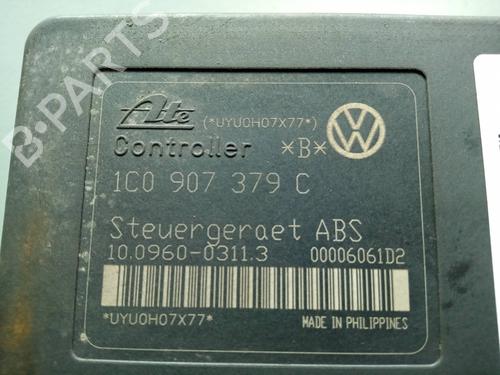 Ate (*UYU0H07X77*)
Controller *B*
1C0 907 379 C
Steuergeraet ABS
10.0960-0311.3 00006061D2
*UYU0H07X77* MADE IN PHILIPPINES
B-PARTS